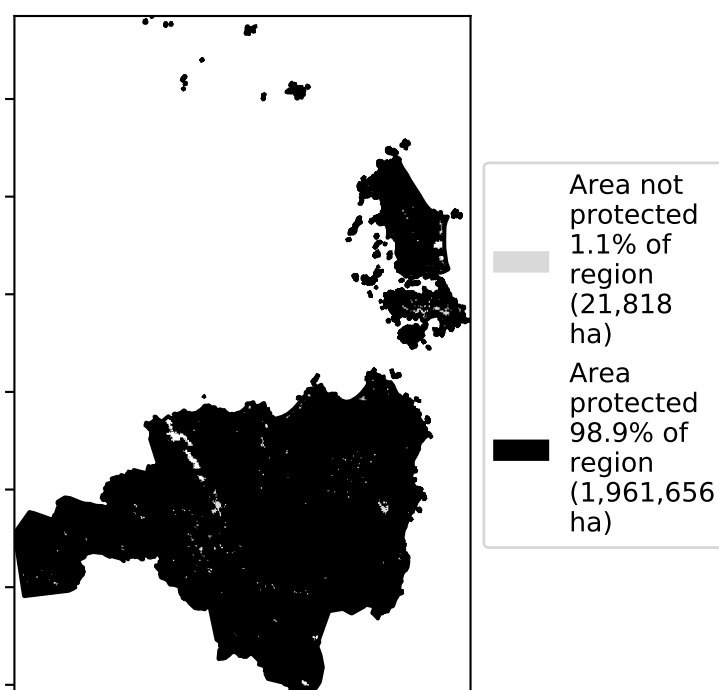 Area not
protected
1.1% of
region
(21,818
ha)
Area
protected
98.9% of
region
(1,961,656
ha)